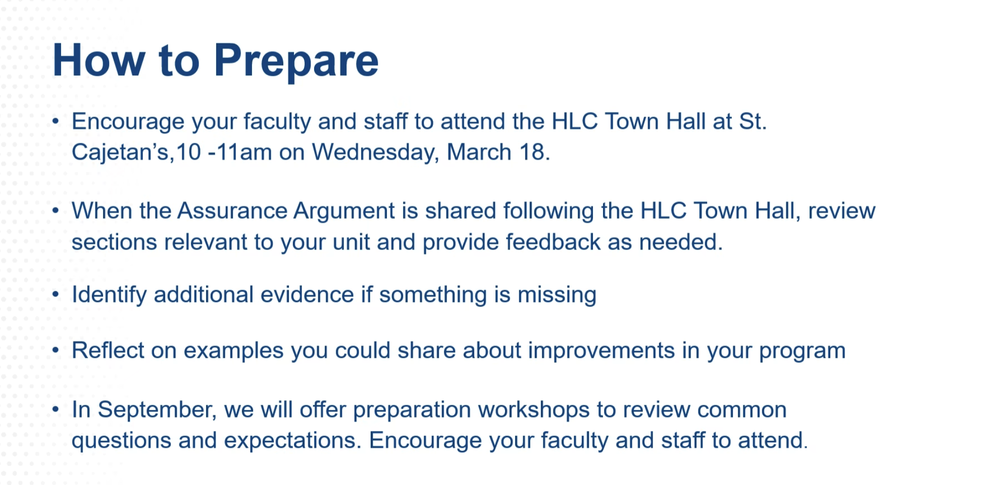 How to Prepare
• Encourage your faculty and staff to attend the HLC Town Hall at St.
Cajetan’s,10 -11am on Wednesday, March 18.
• When the Assurance Argument is shared following the HLC Town Hall, review
sections relevant to your unit and provide feedback as needed.
• Identify additional evidence if something is missing
• Reflect on examples you could share about improvements in your program
• In September, we will offer preparation workshops to review common
questions and expectations. Encourage your faculty and staff to attend.